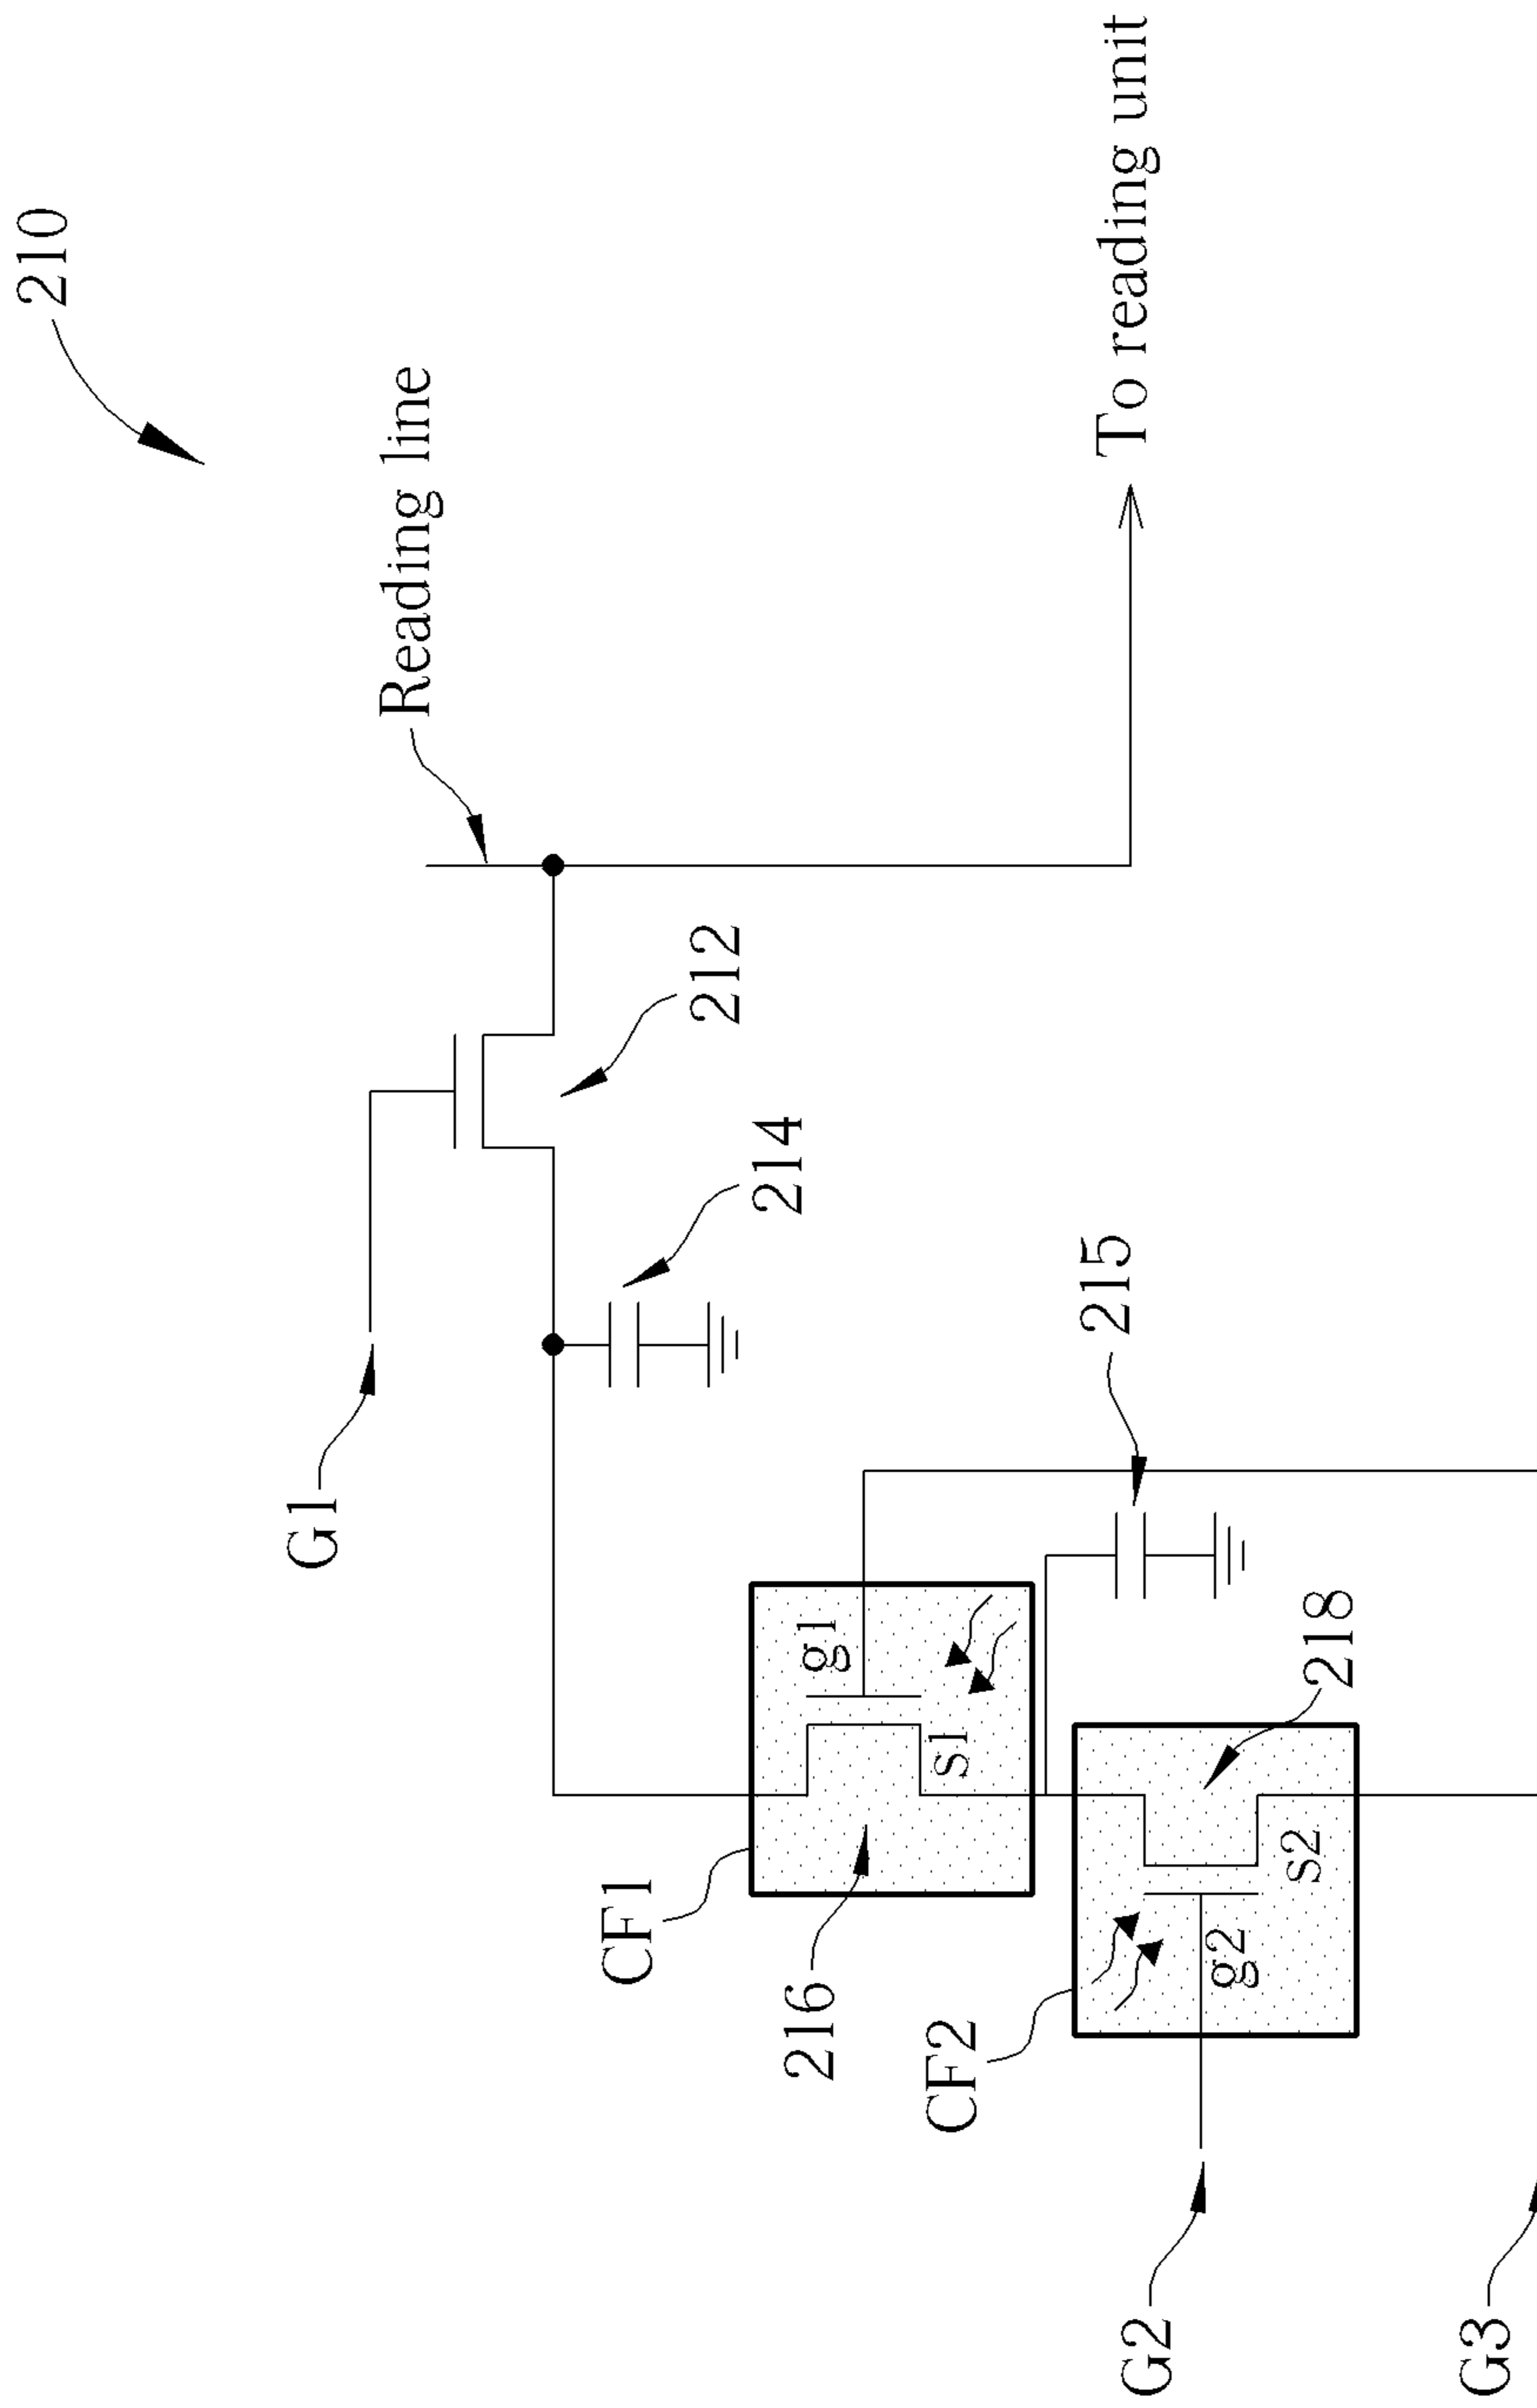 210
Reading line
G1
212
214
To reading unit
215
g1
s1
CF1
216
218
s2
g2
CF2
G2
G3